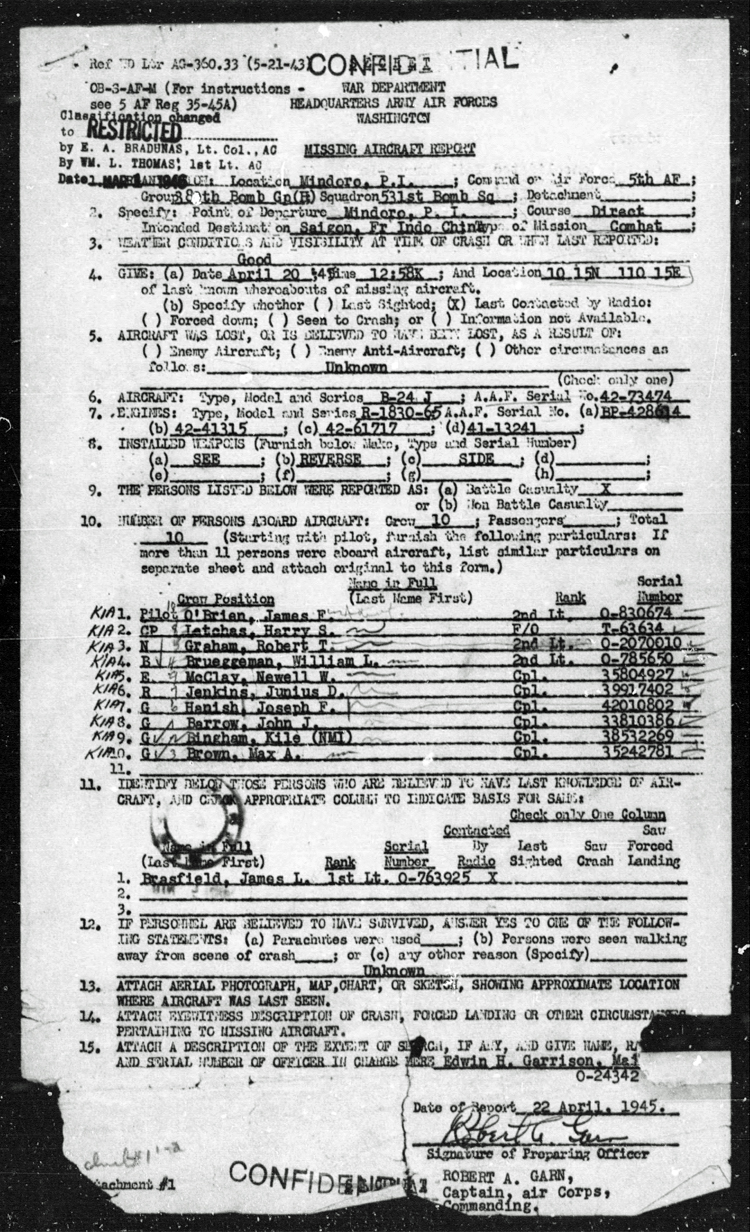 Ref WD Ltr AG-360.33 (5-21-43) CONFIDENTIAL
OB-S-AF-M (For instructions - WAR DEPARTMENT
see 5 AF Reg 35-45A) HEADQUARTERS ARMY AIR FORCES
Classification changed WASHINGTON
to RESTRICTED
by E. A. BRADUNAS, Lt. Col., AC MISSING AIRCRAFT REPORT
By WM. L. THOMAS, 1st Lt. AC
Date 1946 Location Mindoro, P.I. ; Command or Air Force 5th AF ;
Group 380th Bomb Gp(H) Squadron 531st Bomb Sq ; Detachment ;
2. Specify: Point of Departure Mindoro, P. I. ; Course Direct
Intended Destination Saigon, Fr Indo China Type of Mission Combat ;
3. WEATHER CONDITIONS AND VISIBILITY AT TIME OF CRASH OR WHEN LAST REPORTED:
Good
4. GIVE: (a) Date April 20 '45 Time 12:58X ; And Location 10 15N 110 15E
of last known whereabouts of missing aircraft.
(b) Specify whether ( ) Last Sighted; (X) Last Contacted by Radio:
( ) Forced down; ( ) Seen to Crash; or ( ) Information not Available.
5. AIRCRAFT WAS LOST, OR IS BELIEVED TO HAVE BEEN LOST, AS A RESULT OF:
( ) Enemy Aircraft; ( ) Enemy Anti-Aircraft; ( ) Other circumstances as
follows: Unknown
(Check only one)
6. AIRCRAFT: Type, Model and Series B-24 J ; A.A.F. Serial No. 42-73474
7. ENGINES: Type, Model and Series R-1830-65 A.A.F. Serial No. (a) BP-428614
(b) 42-41315 ; (c) 42-61717 ; (d) 41-13241 ;
8. INSTALLED WEAPONS (Furnish below Make, Type and Serial Number)
(a) SEE ; (b) REVERSE ; (c) SIDE ; (d) ;
(e) ; (f) ; (g) ; (h) ;
9. THE PERSONS LISTED BELOW WERE REPORTED AS: (a) Battle Casualty X
or (b) Non Battle Casualty
10. NUMBER OF PERSONS ABOARD AIRCRAFT: Crew 10 ; Passengers ; Total
10 (Starting with pilot, furnish the following particulars: If
more than 11 persons were aboard aircraft, list similar particulars on
separate sheet and attach original to this form.)
Name in Full Serial
Crew Position (Last Name First) Rank Number
KIA 1. Pilot O'Brien, James F. 2nd Lt. O-830674
KIA 2. CP Letchas, Harry S. F/O T-63634
KIA 3. N Graham, Robert T. 2nd Lt. O-2070010
KIA 4. B Brueggeman, William L. 2nd Lt. O-785650
KIA 5. E McClay, Newell W. Cpl. 35804927
KIA 6. R Jenkins, Junius D. Cpl. 39917402
KIA 7. G Hanish, Joseph F. Cpl. 42010802
KIA 8. G Barrow, John J. Cpl. 33810386
KIA 9. G Bingham, Kile (NMI) Cpl. 38532269
KIA 10. G Brown, Max A. Cpl. 35242781
11.
11. IDENTIFY BELOW THOSE PERSONS WHO ARE BELIEVED TO HAVE LAST KNOWLEDGE OF AIR-
CRAFT, AND CHECK APPROPRIATE COLUMN TO INDICATE BASIS FOR SAME:
Check only One Column
Contacted Saw
Name in Full Serial By Last Saw Forced
(Last Name First) Rank Number Radio Sighted Crash Landing
1. Brasfield, James L. 1st Lt. O-763925 X
2.
3.
12. IF PERSONNEL ARE BELIEVED TO HAVE SURVIVED, ANSWER YES TO ONE OF THE FOLLOW-
ING STATEMENTS: (a) Parachutes were used ; (b) Persons were seen walking
away from scene of crash ; or (c) any other reason (Specify)
Unknown
13. ATTACH AERIAL PHOTOGRAPH, MAP, CHART, OR SKETCH, SHOWING APPROXIMATE LOCATION
WHERE AIRCRAFT WAS LAST SEEN.
14. ATTACH EYEWITNESS DESCRIPTION OF CRASH, FORCED LANDING OR OTHER CIRCUMSTANCES
PERTAINING TO MISSING AIRCRAFT.
15. ATTACH A DESCRIPTION OF THE EXTENT OF SEARCH, IF ANY, AND GIVE NAME, RA
AND SERIAL NUMBER OF OFFICER IN CHARGE HERE Edwin H. Garrison, Maj
O-24342
Date of Report 22 April, 1945.
Robert A. Garn
Signature of Preparing Officer
ROBERT A. GARN,
Captain, air Corps,
Commanding.
tachment #1
CONFIDENTIAL